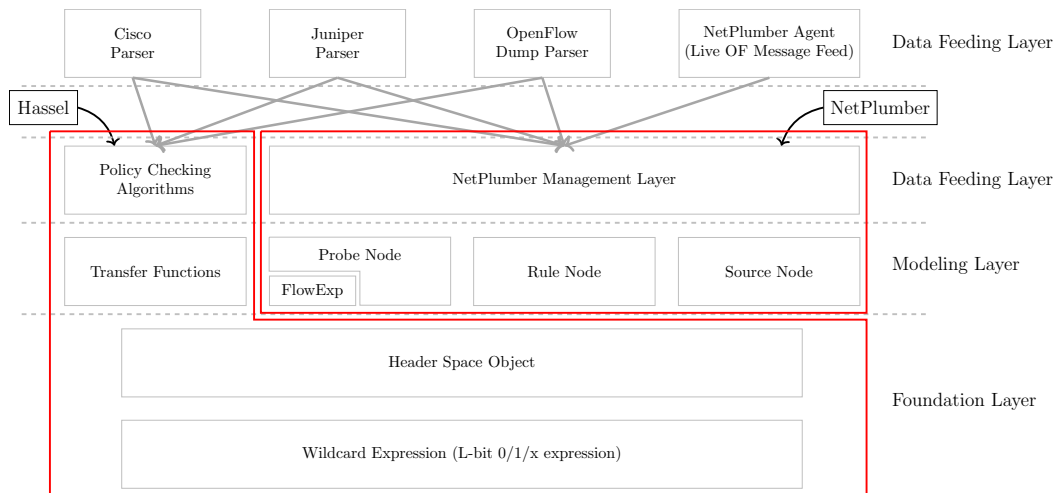 Cisco
Parser
Juniper
Parser
OpenFlow
Dump Parser
NetPlumber Agent
(Live OF Message Feed)
Data Feeding Layer
Hassel
NetPlumber
Policy Checking
Algorithms
NetPlumber Management Layer
Data Feeding Layer
Transfer Functions
Probe Node
FlowExp
Rule Node
Source Node
Modeling Layer
Header Space Object
Foundation Layer
Wildcard Expression (L-bit 0/1/x expression)